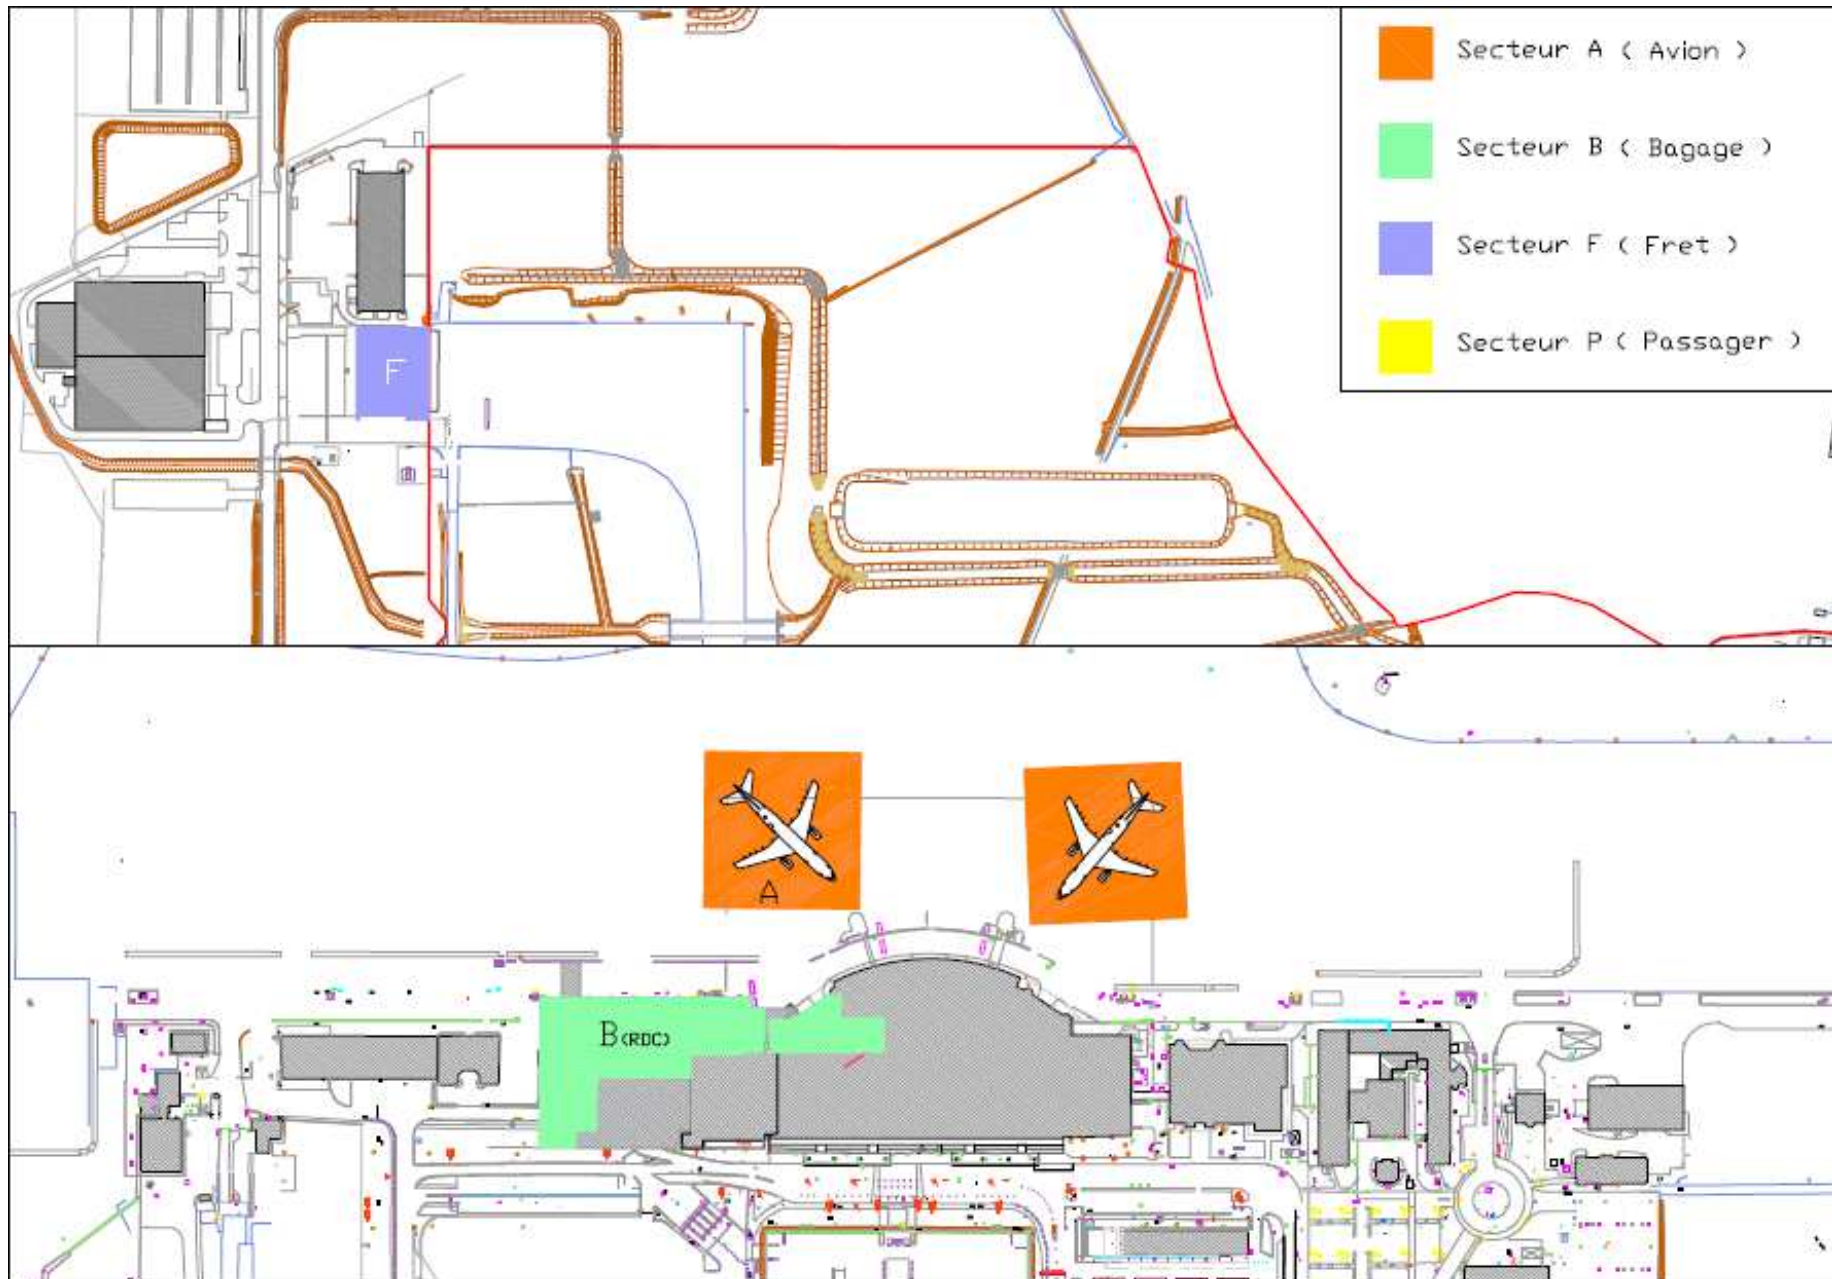 Secteur A ( Avion )
Secteur B ( Bagage )
Secteur F ( Fret )
Secteur P ( Passager )
F
A
B(RDC)